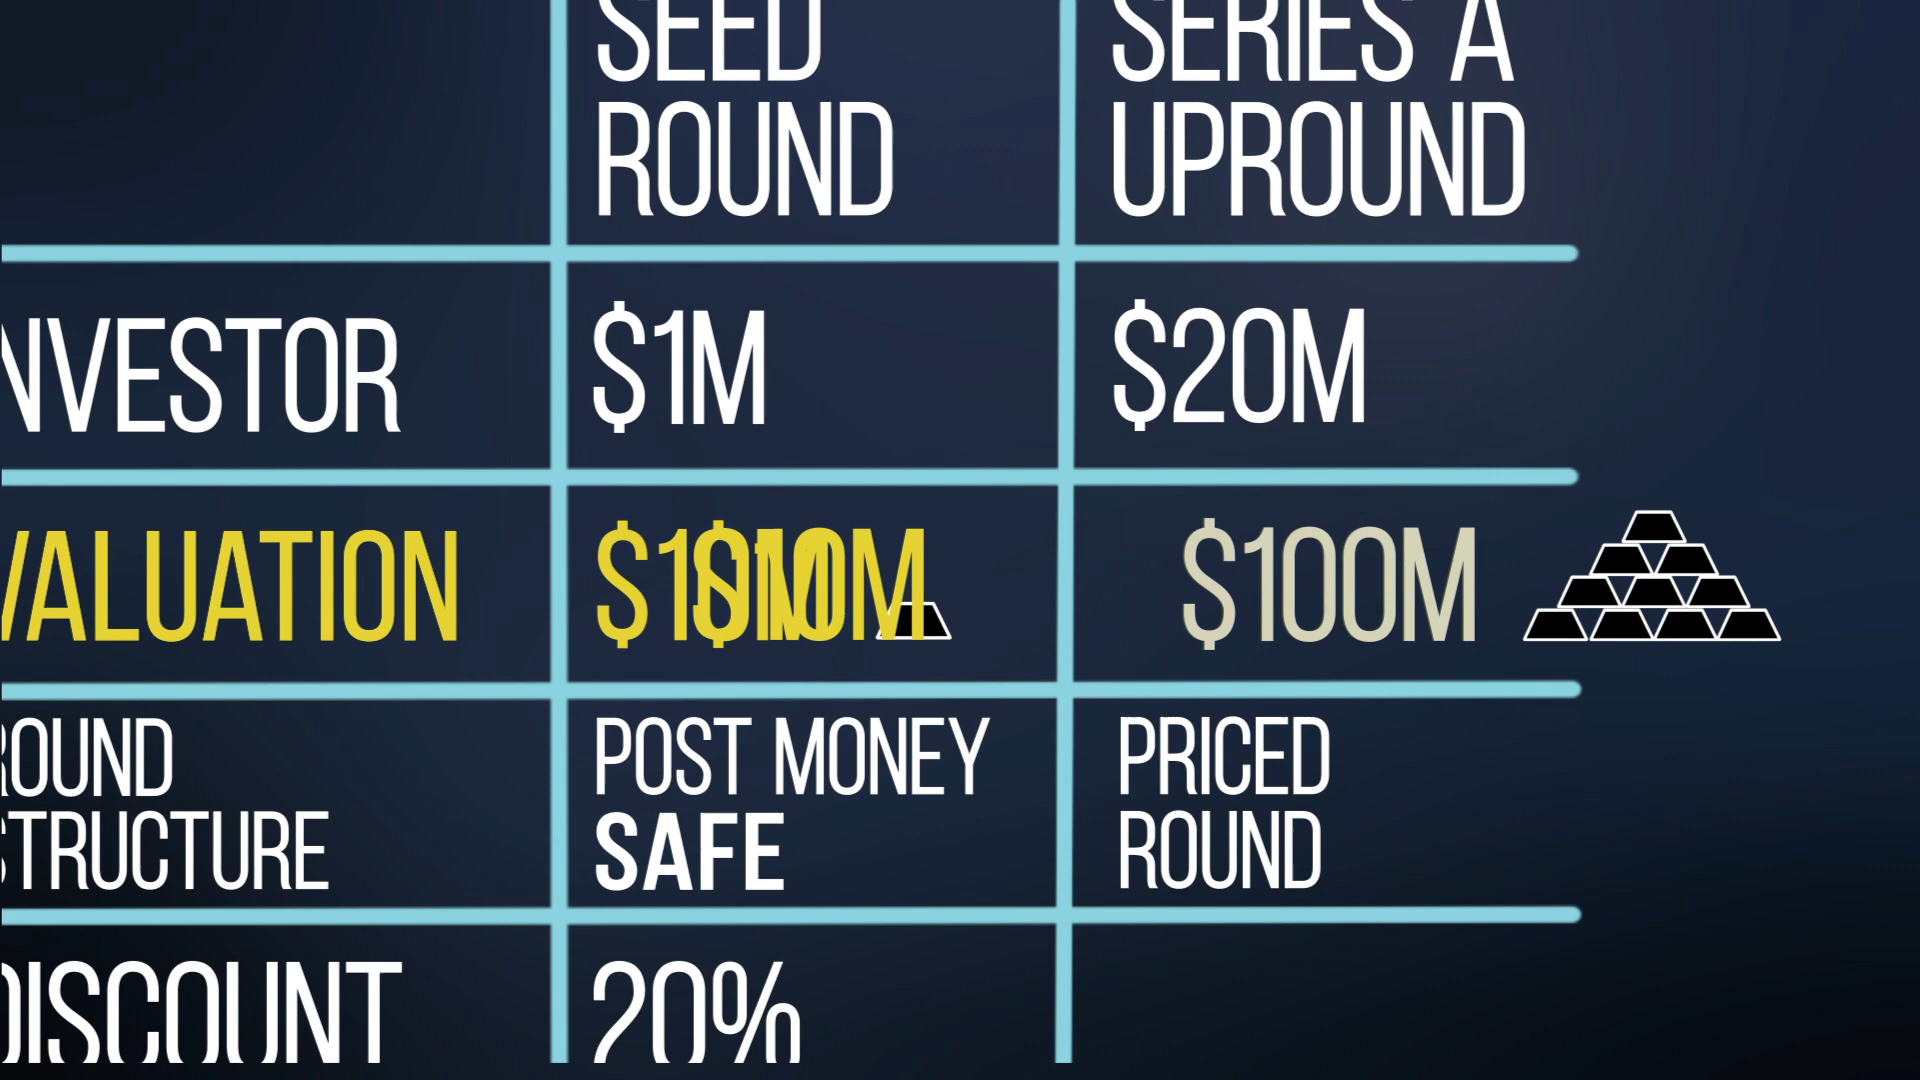 SEED
ROUND
SERIES A
UPROUND
NVESTOR
$1M
$20M
VALUATION
$100M
ROUND
STRUCTURE
POST MONEY
SAFE
PRICED
ROUND
DISCOUNT
20%